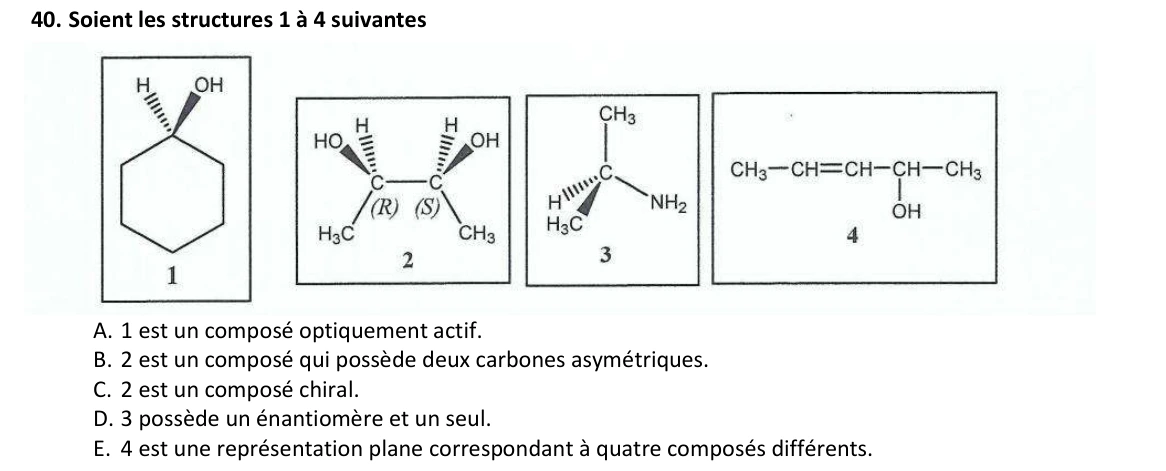 40. Soient les structures 1 à 4 suivantes
H OH
1
HO H H OH
C C
(R) (S)
H₃C CH₃
2
CH₃
C
H NH₂
H₃C
3
CH₃—CH=CH—CH—CH₃
OH
4
A. 1 est un composé optiquement actif.
B. 2 est un composé qui possède deux carbones asymétriques.
C. 2 est un composé chiral.
D. 3 possède un énantiomère et un seul.
E. 4 est une représentation plane correspondant à quatre composés différents.